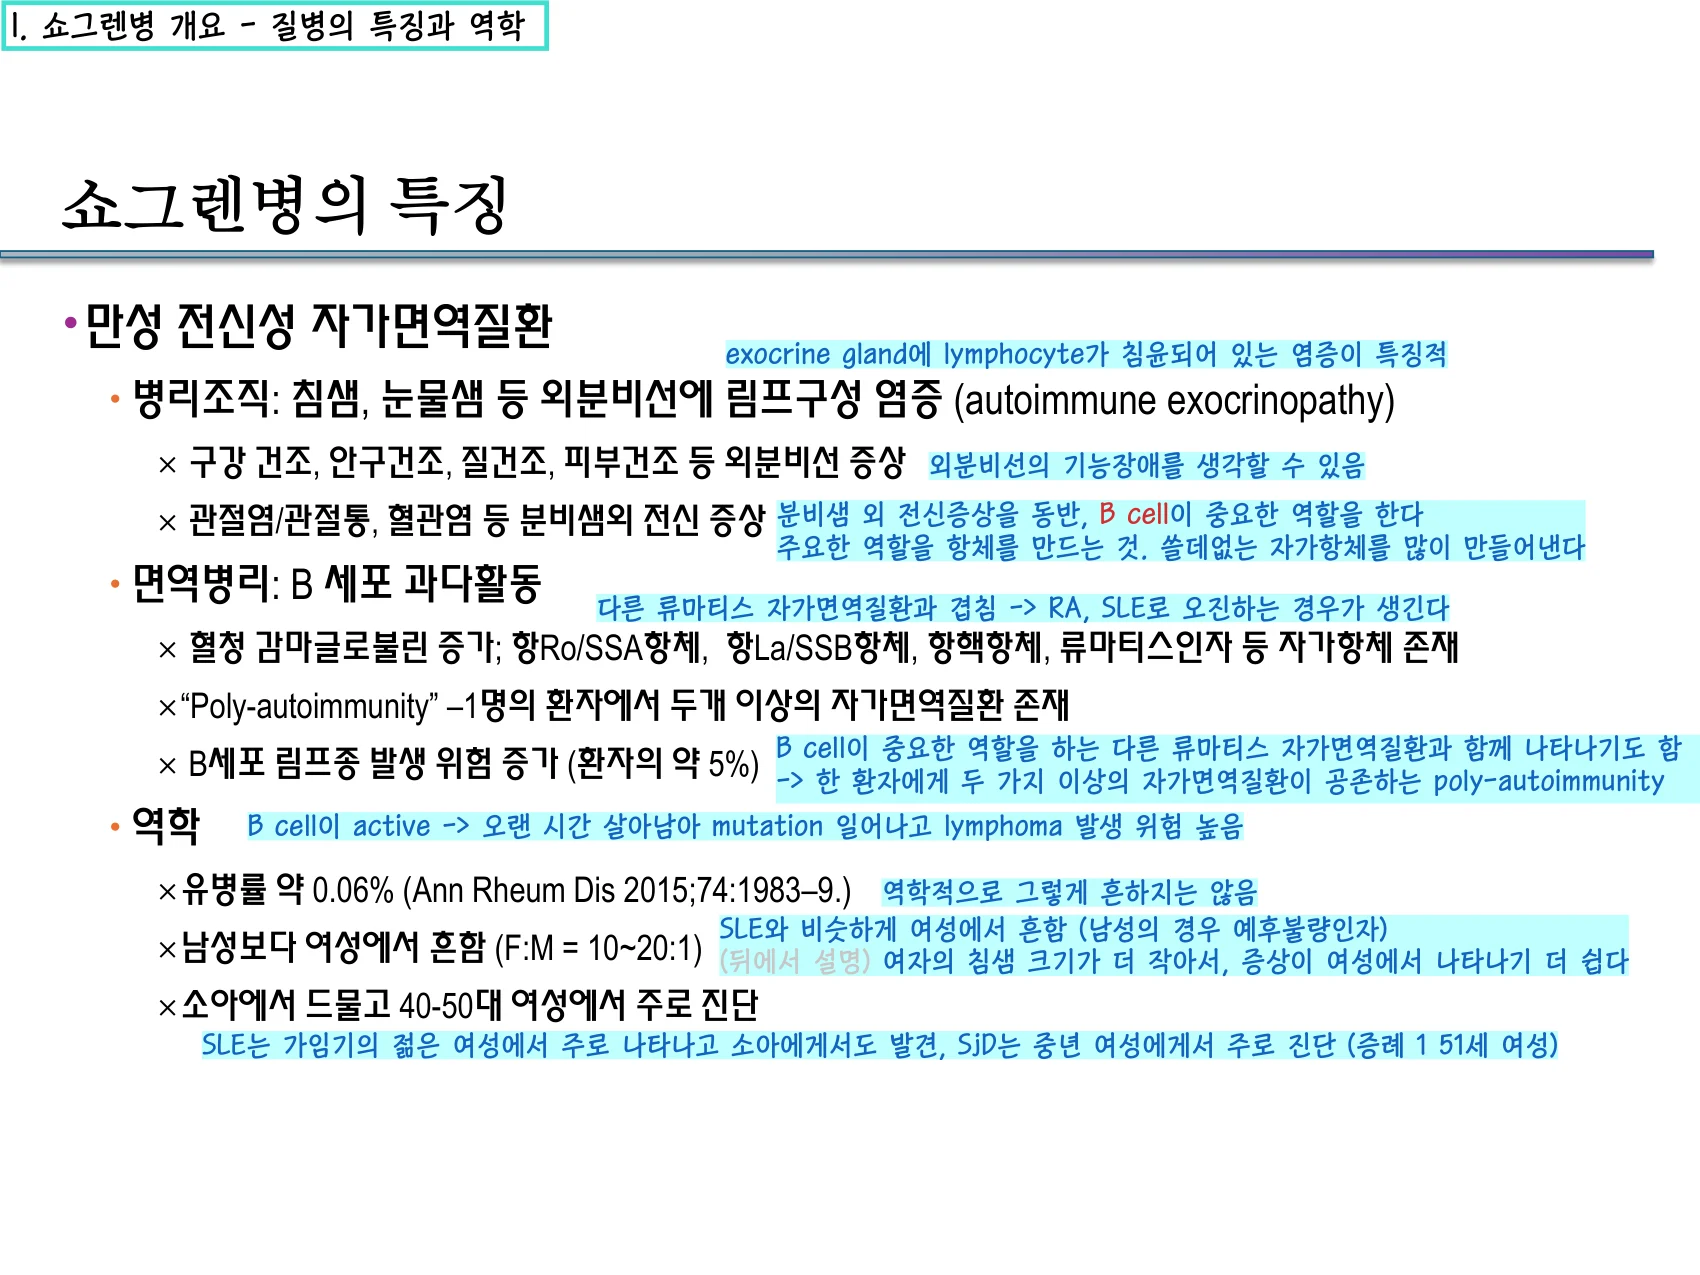 I. 쇼그렌병 개요 - 질병의 특징과 역학
쇼그렌병의 특징
•만성 전신성 자가면역질환
exocrine gland에 lymphocyte가 침윤되어 있는 염증이 특징적
• 병리조직: 침샘, 눈물샘 등 외분비선에 림프구성 염증 (autoimmune exocrinopathy)
× 구강 건조, 안구건조, 질건조, 피부건조 등 외분비선 증상 외분비선의 기능장애를 생각할 수 있음
× 관절염/관절통, 혈관염 등 분비샘외 전신 증상
분비샘 외 전신증상을 동반, B cell이 중요한 역할을 한다
주요한 역할을 항체를 만드는 것. 쓸데없는 자가항체를 많이 만들어낸다
• 면역병리: B 세포 과다활동
다른 류마티스 자가면역질환과 겹침 -> RA, SLE로 오진하는 경우가 생긴다
× 혈청 감마글로불린 증가; 항Ro/SSA항체, 항La/SSB항체, 항핵항체, 류마티스인자 등 자가항체 존재
×“Poly-autoimmunity” –1명의 환자에서 두개 이상의 자가면역질환 존재
× B세포 림프종 발생 위험 증가 (환자의 약 5%)
B cell이 중요한 역할을 하는 다른 류마티스 자가면역질환과 함께 나타나기도 함
-> 한 환자에게 두 가지 이상의 자가면역질환이 공존하는 poly-autoimmunity
• 역학 B cell이 active -> 오랜 시간 살아남아 mutation 일어나고 lymphoma 발생 위험 높음
×유병률 약 0.06% (Ann Rheum Dis 2015;74:1983–9.) 역학적으로 그렇게 흔하지는 않음
×남성보다 여성에서 흔함 (F:M = 10~20:1)
SLE와 비슷하게 여성에서 흔함 (남성의 경우 예후불량인자)
(뒤에서 설명) 여자의 침샘 크기가 더 작아서, 증상이 여성에서 나타나기 더 쉽다
×소아에서 드물고 40-50대 여성에서 주로 진단
SLE는 가임기의 젊은 여성에서 주로 나타나고 소아에게서도 발견, SjD는 중년 여성에게서 주로 진단 (증례 1 51세 여성)